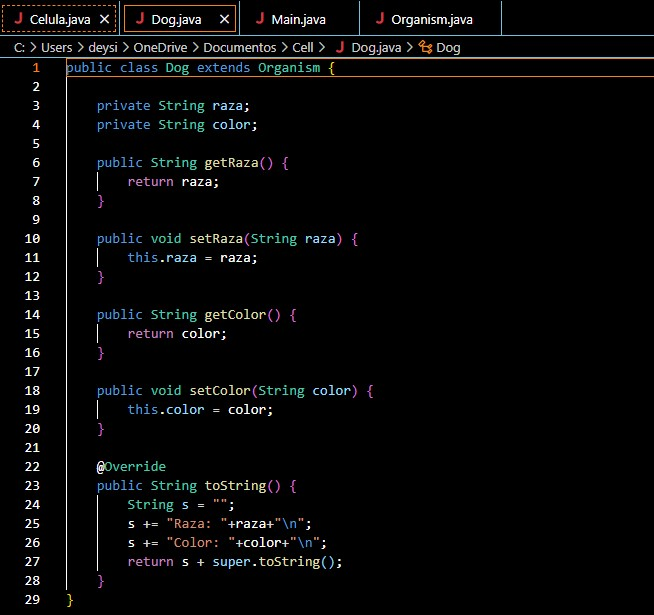 Celula.java Dog.java Main.java Organism.java
C: > Users > deysi > OneDrive > Documentos > Cell > Dog.java > Dog
1 public class Dog extends Organism {
2
3 private String raza;
4 private String color;
5
6 public String getRaza() {
7 return raza;
8 }
9
10 public void setRaza(String raza) {
11 this.raza = raza;
12 }
13
14 public String getColor() {
15 return color;
16 }
17
18 public void setColor(String color) {
19 this.color = color;
20 }
21
22 @Override
23 public String toString() {
24 String s = "";
25 s += "Raza: "+raza+"\n";
26 s += "Color: "+color+"\n";
27 return s + super.toString();
28 }
29 }